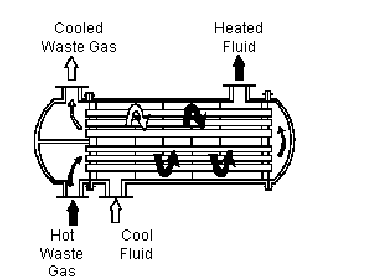 Cooled
Waste Gas
Heated
Fluid
Hot
Waste
Gas
Cool
Fluid